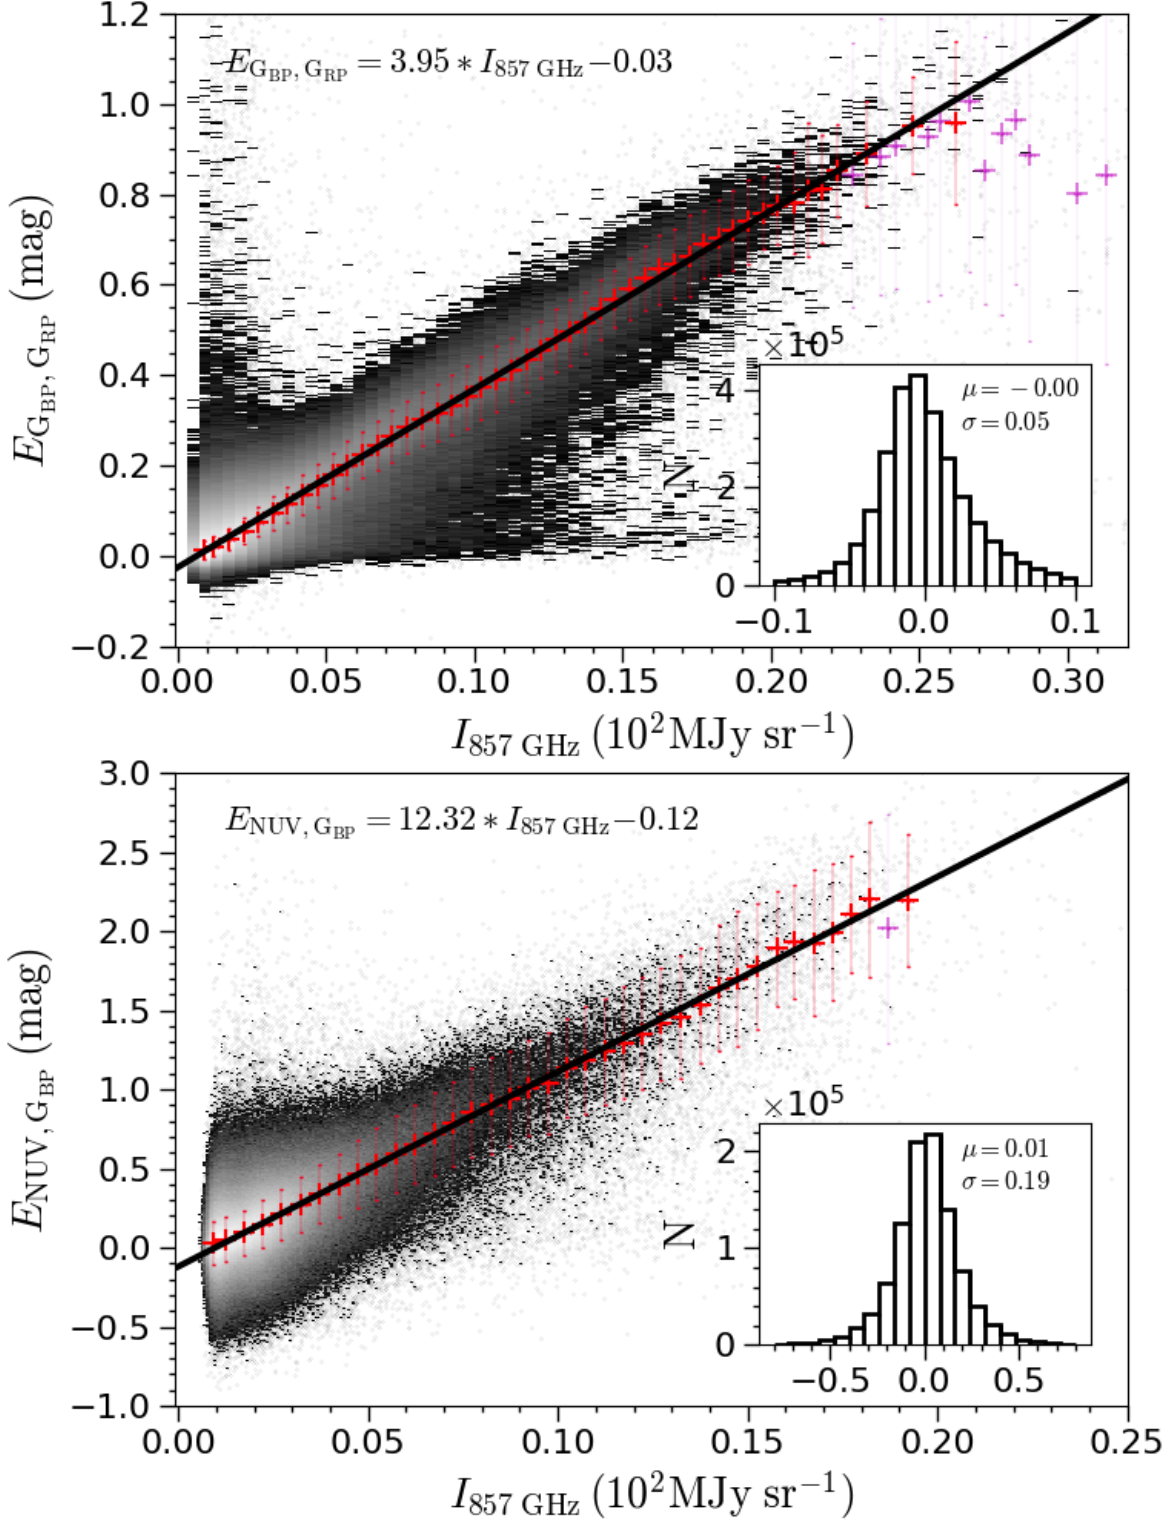 E_{G_{BP}, G_{RP}} = 3.95 * I_{857 GHz} − 0.03
1.2
1.0
0.8
0.6
0.4
0.2
0.0
−0.2
E_{G_{BP}, G_{RP}} (mag)
×10^5
μ = −0.00
σ = 0.05
4
2
0
N
−0.1 0.0 0.1
0.00 0.05 0.10 0.15 0.20 0.25 0.30
I_{857 GHz} (10^2 MJy sr^{−1})
E_{NUV, G_{BP}} = 12.32 * I_{857 GHz} − 0.12
3.0
2.5
2.0
1.5
1.0
0.5
0.0
−0.5
−1.0
E_{NUV, G_{BP}} (mag)
×10^5
μ = 0.01
σ = 0.19
2
1
0
N
−0.5 0.0 0.5
0.00 0.05 0.10 0.15 0.20 0.25
I_{857 GHz} (10^2 MJy sr^{−1})